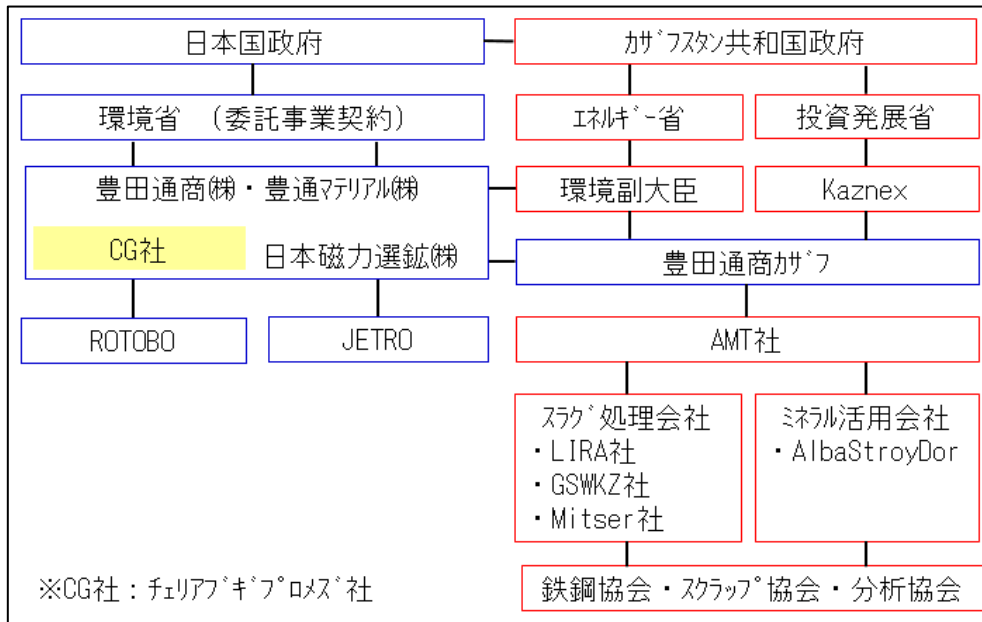 日本国政府
ｶｻﾞﾌｽﾀﾝ共和国政府
環境省　（委託事業契約）
ｴﾈﾙｷﾞｰ省
投資発展省
豊田通商㈱・豊通ﾏﾃﾘｱﾙ㈱
環境副大臣
Kaznex
CG社
日本磁力選鉱㈱
豊田通商ｶｻﾞﾌ
ROTOBO
JETRO
AMT社
ｽﾗｸﾞ処理会社
・LIRA社
・GSWKZ社
・Mitser社
ﾐﾈﾗﾙ活用会社
・AlbaStroyDor
※CG社：ﾁｪﾘｱﾌﾞｷﾞﾌﾟﾛﾒｽﾞ社
鉄鋼協会・ｽｸﾗｯﾌﾟ協会・分析協会